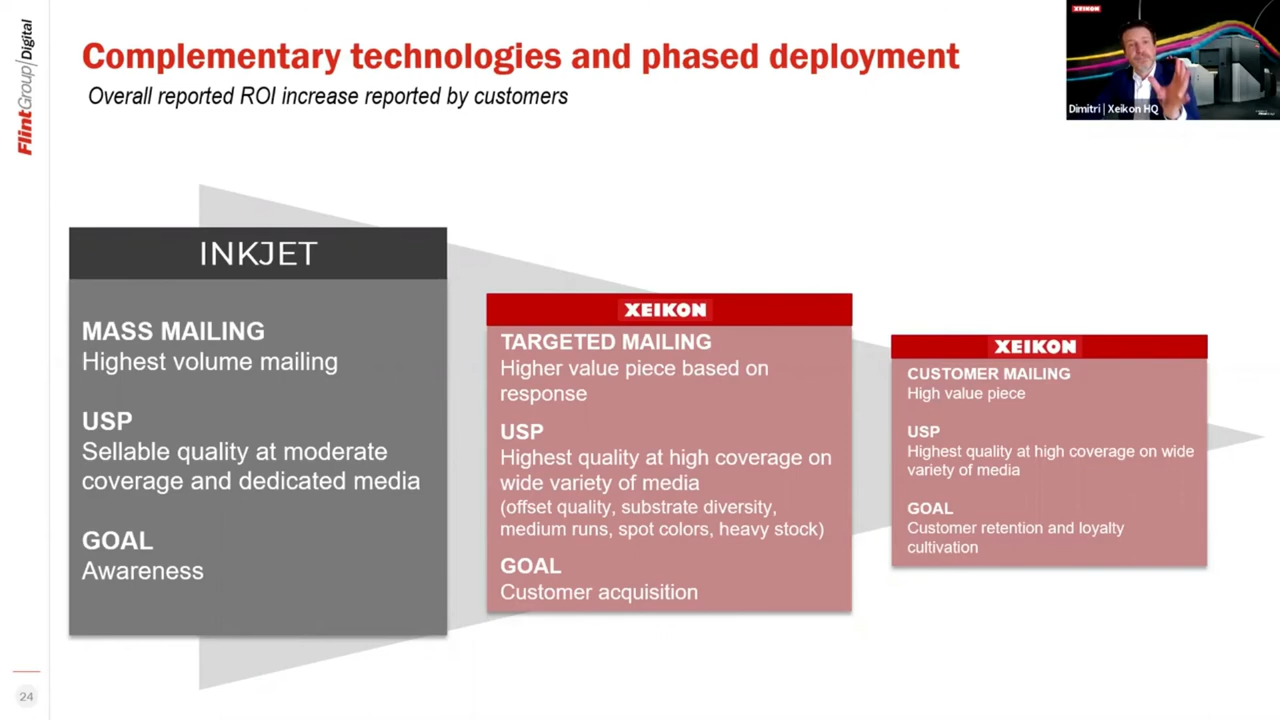 FlintGroup|Digital
Complementary technologies and phased deployment
Overall reported ROI increase reported by customers
XEIKON
Dimitri | Xeikon HQ
INKJET
MASS MAILING
Highest volume mailing
USP
Sellable quality at moderate
coverage and dedicated media
GOAL
Awareness
XEIKON
TARGETED MAILING
Higher value piece based on
response
USP
Highest quality at high coverage on
wide variety of media
(offset quality, substrate diversity,
medium runs, spot colors, heavy stock)
GOAL
Customer acquisition
XEIKON
CUSTOMER MAILING
High value piece
USP
Highest quality at high coverage on wide
variety of media
GOAL
Customer retention and loyalty
cultivation
24